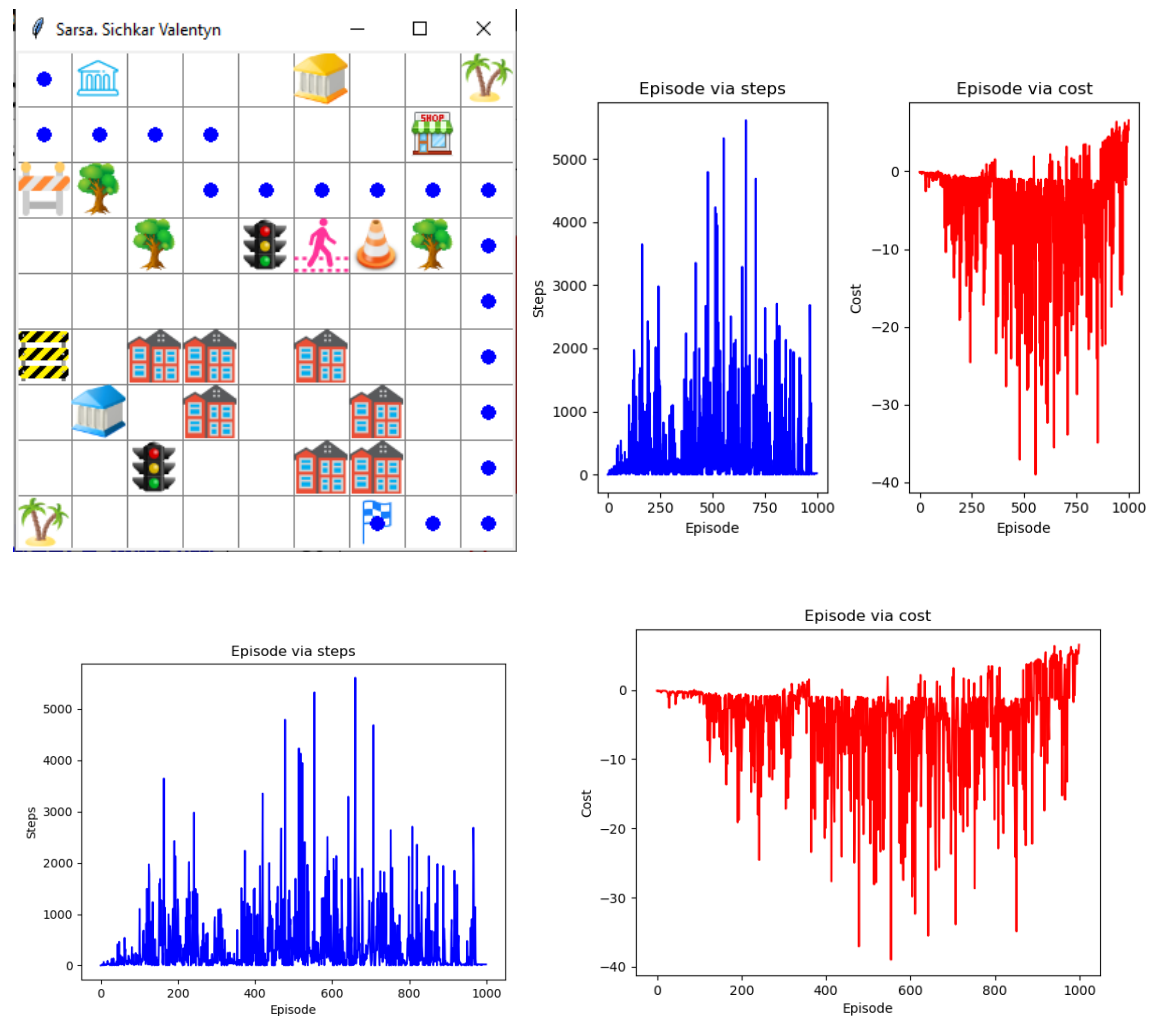 Sarsa. Sichkar Valentyn
SHOP
Episode via steps
Steps
5000
4000
3000
2000
1000
0
0 250 500 750 1000
Episode
Episode via cost
Cost
0
−10
−20
−30
−40
0 250 500 750 1000
Episode
Episode via steps
Steps
5000
4000
3000
2000
1000
0
0 200 400 600 800 1000
Episode
Episode via cost
Cost
0
−10
−20
−30
−40
0 200 400 600 800 1000
Episode